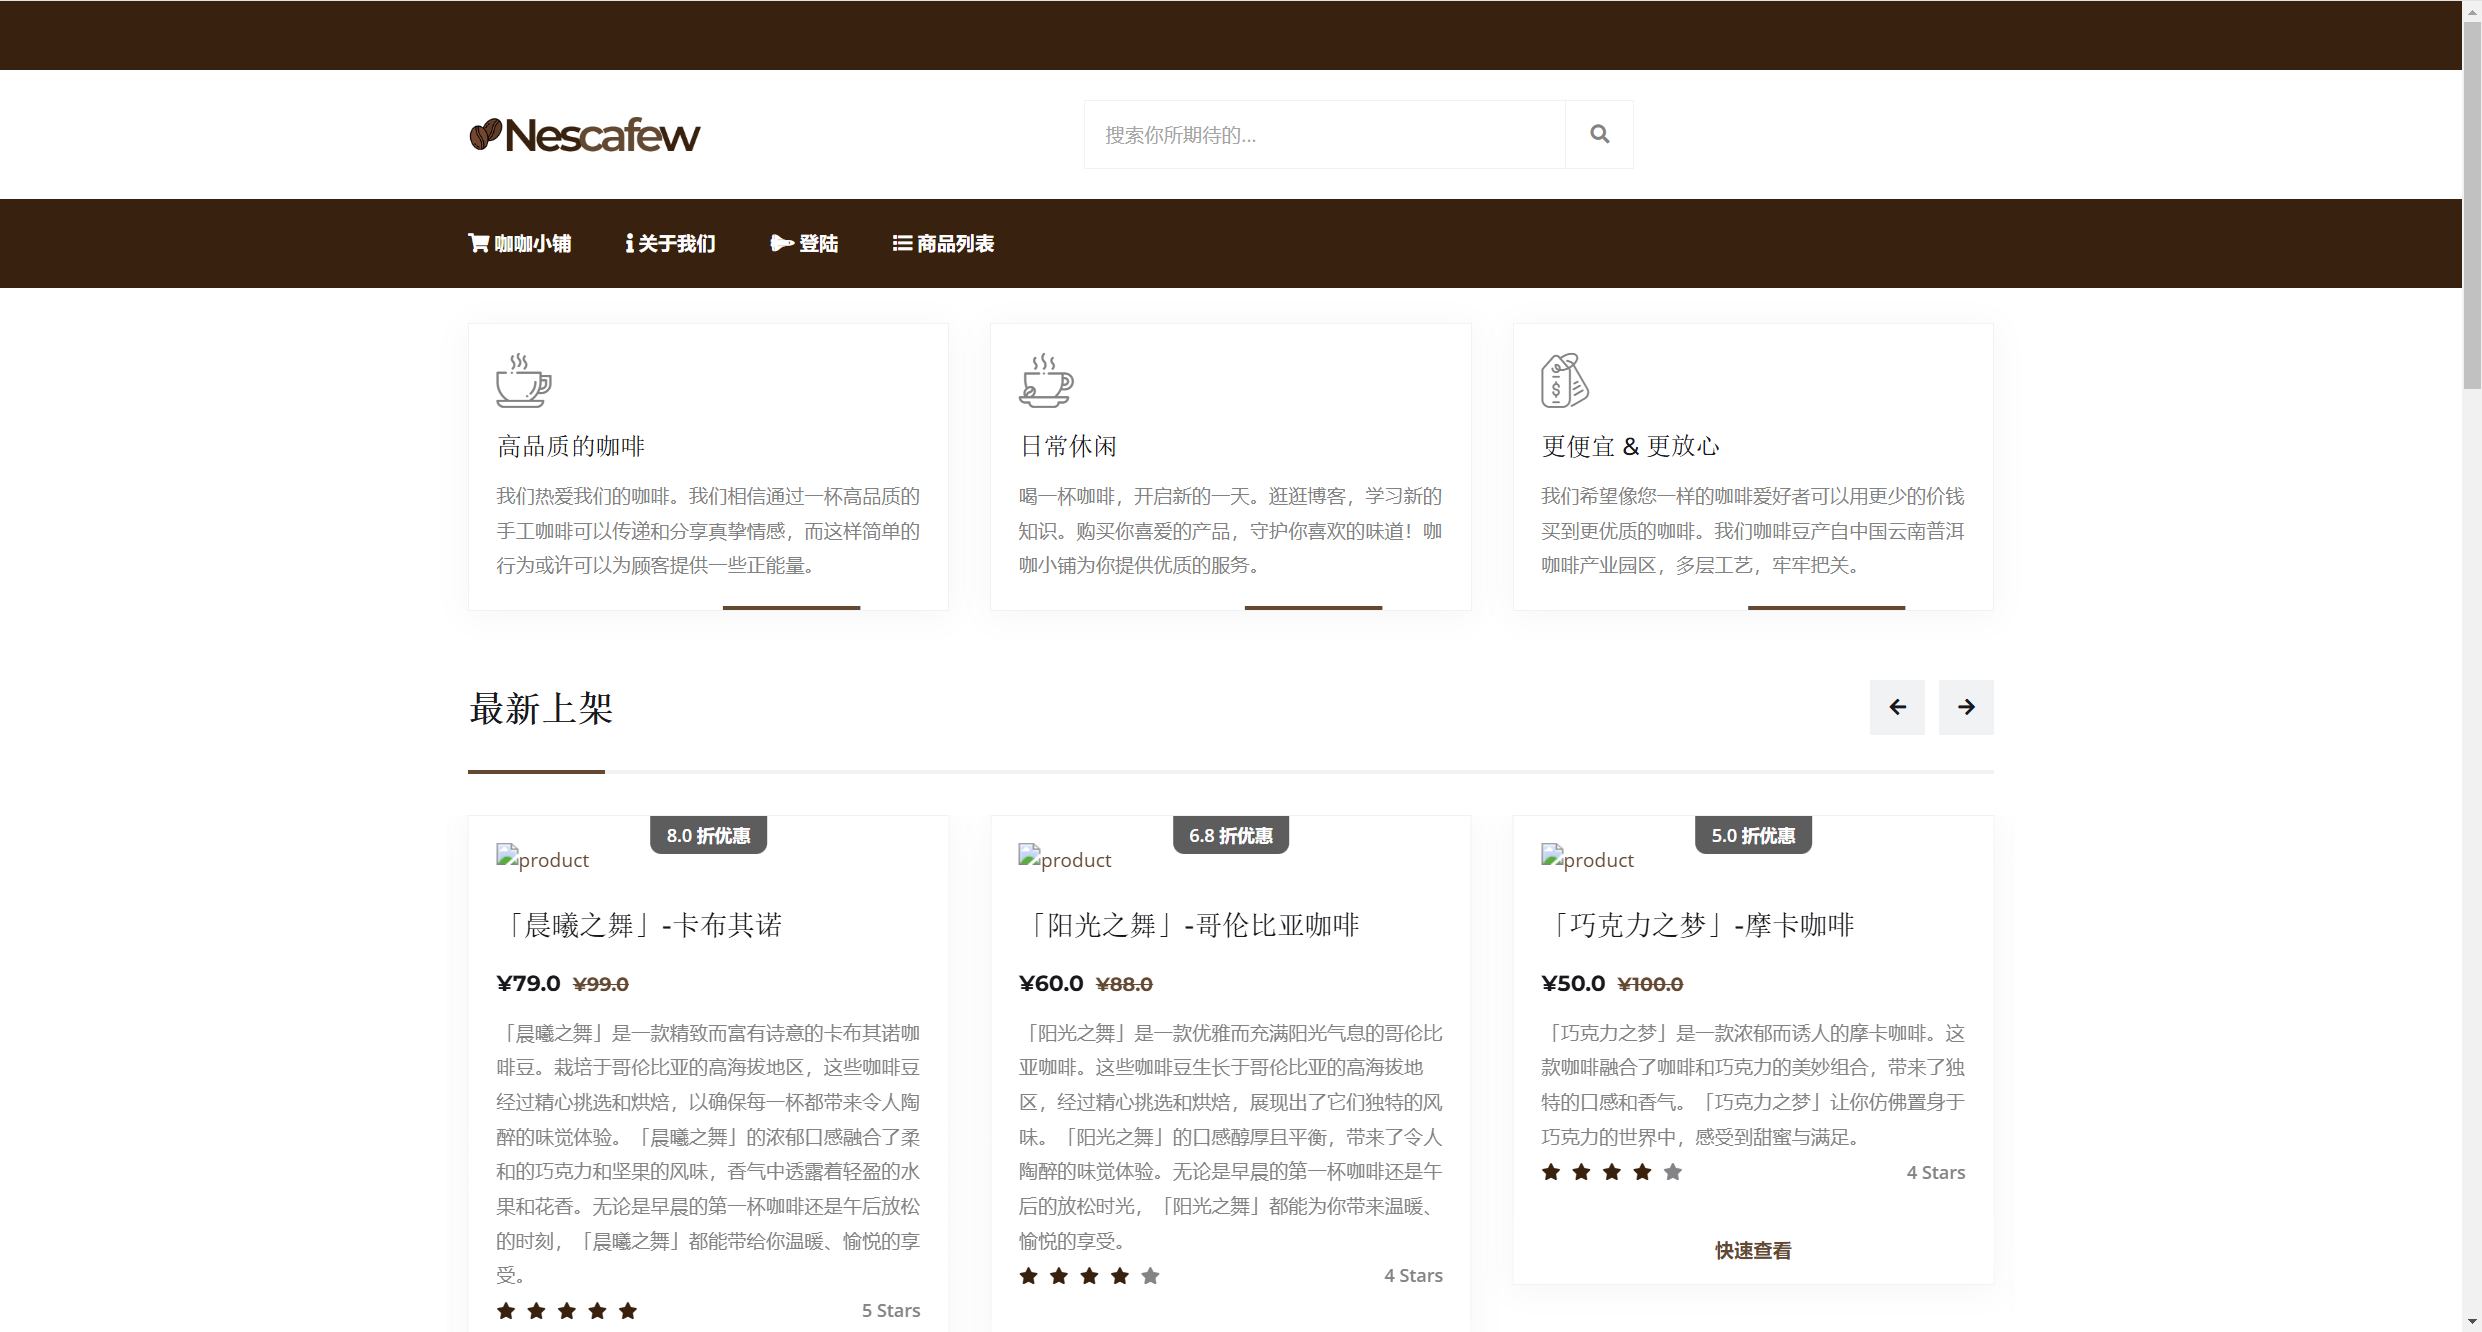 Nescafew
搜索你所期待的...
咖咖小铺 关于我们 登陆 商品列表
高品质的咖啡
我们热爱我们的咖啡。我们相信通过一杯高品质的
手工咖啡可以传递和分享真挚情感，而这样简单的
行为或许可以为顾客提供一些正能量。
日常休闲
喝一杯咖啡，开启新的一天。逛逛博客，学习新的
知识。购买你喜爱的产品，守护你喜欢的味道！咖
咖小铺为你提供优质的服务。
更便宜 & 更放心
我们希望像您一样的咖啡爱好者可以用更少的价钱
买到更优质的咖啡。我们咖啡豆产自中国云南普洱
咖啡产业园区，多层工艺，牢牢把关。
最新上架
8.0 折优惠
product
「晨曦之舞」-卡布其诺
¥79.0 ¥99.0
「晨曦之舞」是一款精致而富有诗意的卡布其诺咖
啡豆。栽培于哥伦比亚的高海拔地区，这些咖啡豆
经过精心挑选和烘焙，以确保每一杯都带来令人陶
醉的味觉体验。「晨曦之舞」的浓郁口感融合了柔
和的巧克力和坚果的风味，香气中透露着轻盈的水
果和花香。无论是早晨的第一杯咖啡还是午后放松
的时刻，「晨曦之舞」都能带给你温暖、愉悦的享
受。
5 Stars
6.8 折优惠
product
「阳光之舞」-哥伦比亚咖啡
¥60.0 ¥88.0
「阳光之舞」是一款优雅而充满阳光气息的哥伦比
亚咖啡。这些咖啡豆生长于哥伦比亚的高海拔地
区，经过精心挑选和烘焙，展现出了它们独特的风
味。「阳光之舞」的口感醇厚且平衡，带来了令人
陶醉的味觉体验。无论是早晨的第一杯咖啡还是午
后的放松时光，「阳光之舞」都能为你带来温暖、
愉悦的享受。
4 Stars
5.0 折优惠
product
「巧克力之梦」-摩卡咖啡
¥50.0 ¥100.0
「巧克力之梦」是一款浓郁而诱人的摩卡咖啡。这
款咖啡融合了咖啡和巧克力的美妙组合，带来了独
特的口感和香气。「巧克力之梦」让你仿佛置身于
巧克力的世界中，感受到甜蜜与满足。
4 Stars
快速查看